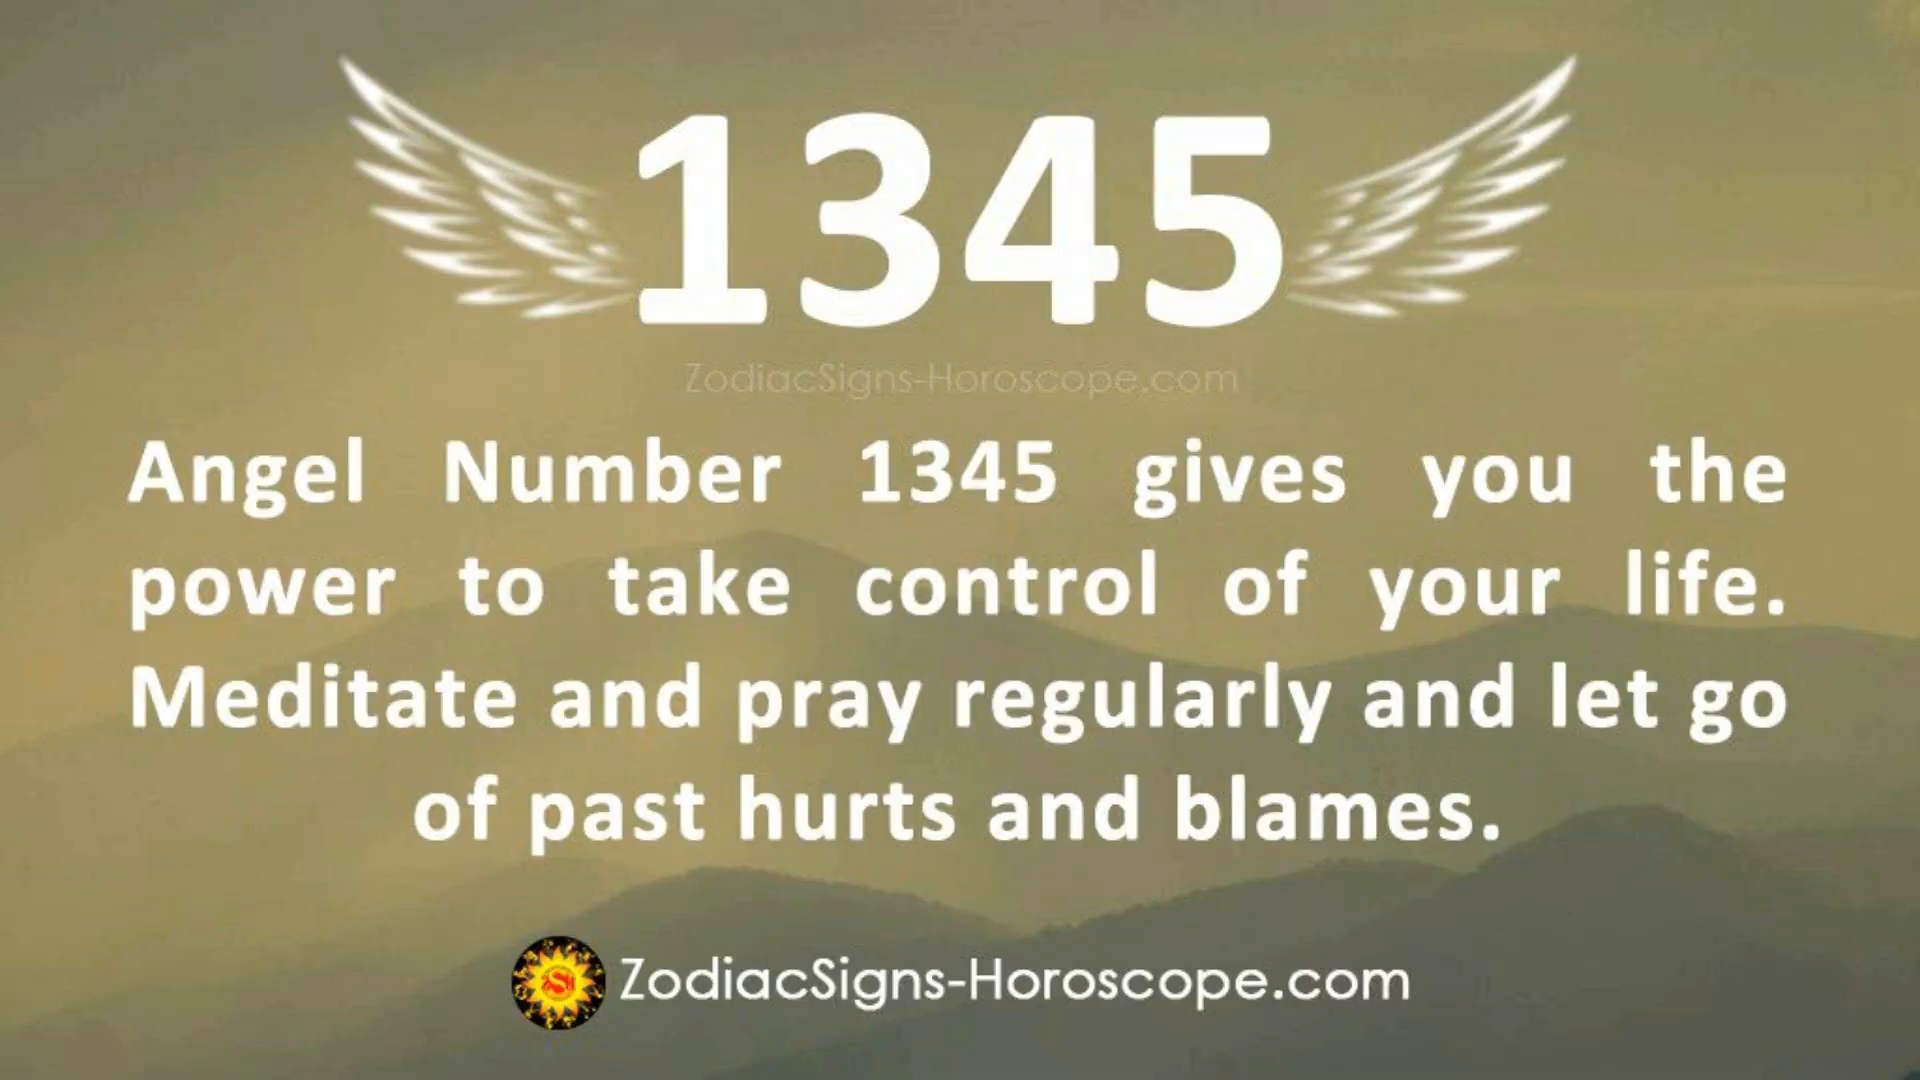 1345
ZodiacSigns-Horoscope.com
Angel Number 1345 gives you the
power to take control of your life.
Meditate and pray regularly and let go
of past hurts and blames.
ZodiacSigns-Horoscope.com